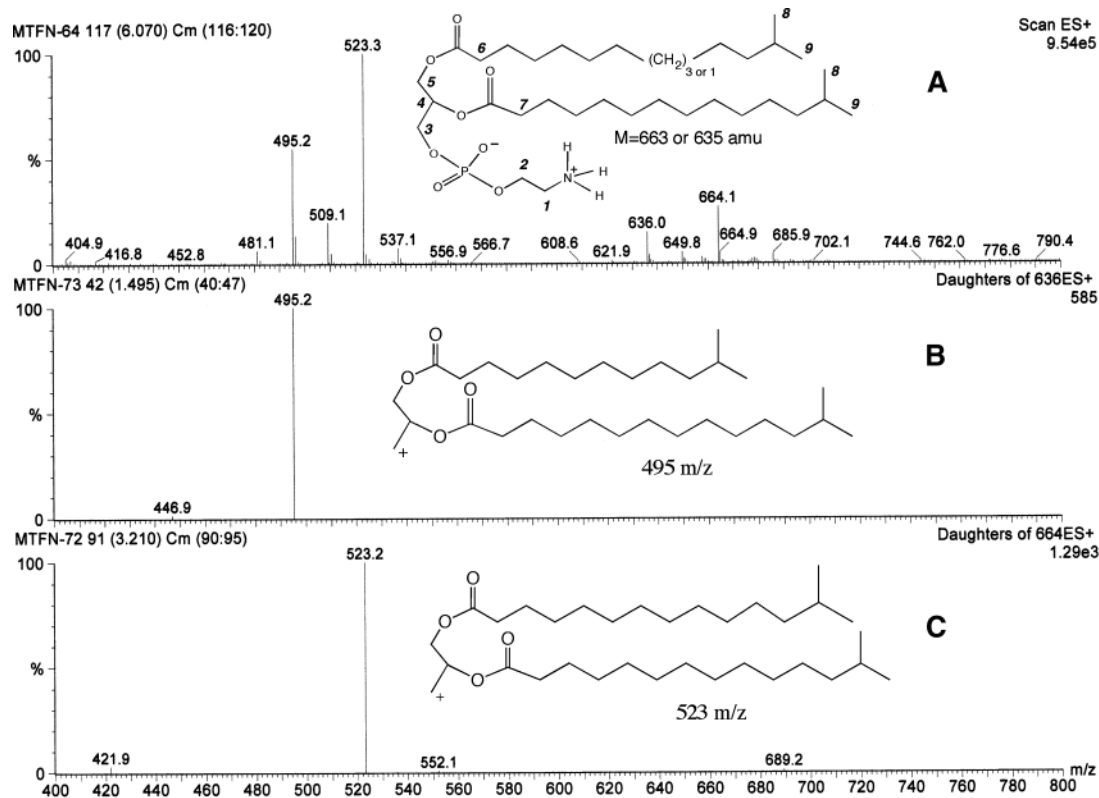 MTFN-64 117 (6.070) Cm (116:120)
Scan ES+
9.54e5
100
%
0
404.9
416.8
452.8
481.1
495.2
509.1
523.3
537.1
556.9
566.7
608.6
621.9
636.0
649.8
664.1
664.9
685.9
702.1
744.6
762.0
776.6
790.4
O
O
O
O
O
O
O−
P
O
O
N+
H
H
H
1
2
3
4
5
6
7
8
9
8
9
(CH2)3 or 1
M=663 or 635 amu
A
MTFN-73 42 (1.495) Cm (40:47)
Daughters of 636ES+
585
100
%
0
446.9
495.2
O
O
O
O
+
495 m/z
B
MTFN-72 91 (3.210) Cm (90:95)
Daughters of 664ES+
1.29e3
100
%
0
421.9
523.2
552.1
689.2
O
O
O
O
+
523 m/z
C
m/z
400 420 440 460 480 500 520 540 560 580 600 620 640 660 680 700 720 740 760 780 800